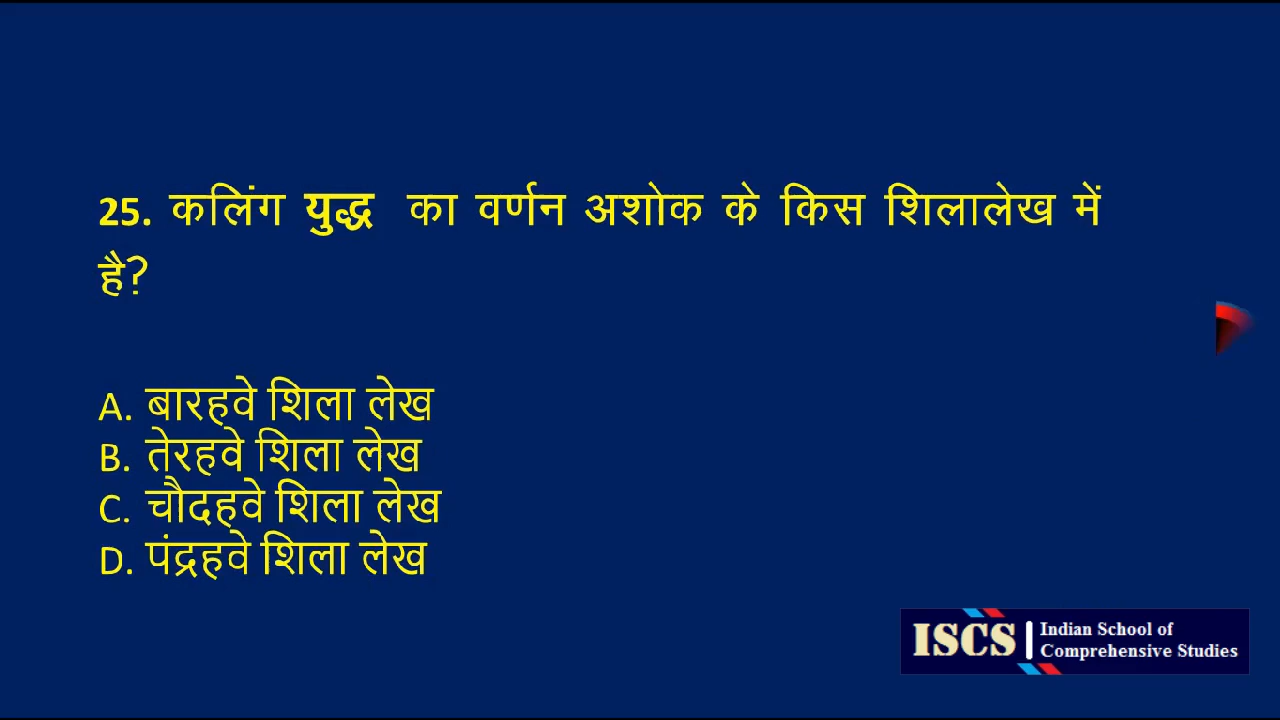 25. कलिंग युद्ध का वर्णन अशोक के किस शिलालेख में
है?
A. बारहवे शिला लेख
B. तेरहवे शिला लेख
C. चौदहवे शिला लेख
D. पंद्रहवे शिला लेख
ISCS Indian School of
Comprehensive Studies